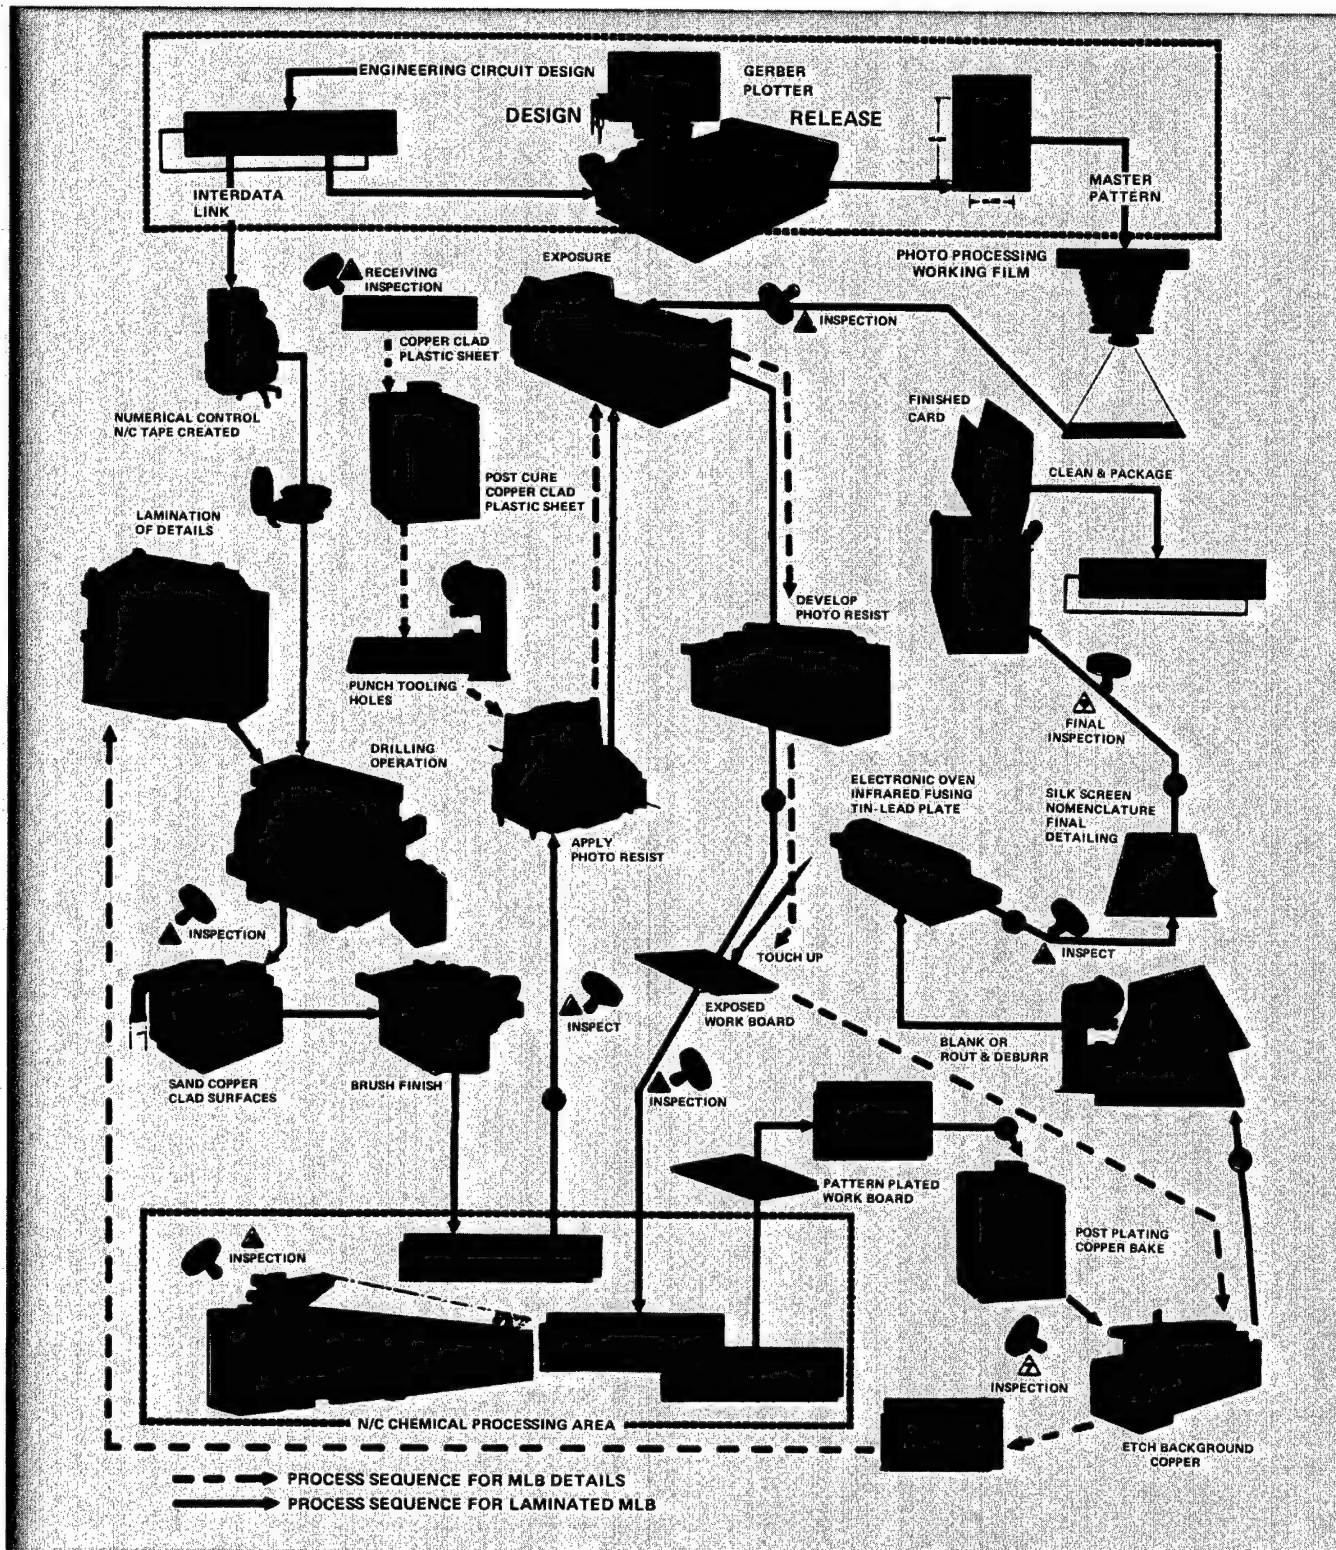 ENGINEERING CIRCUIT DESIGN
GERBER
PLOTTER
DESIGN
RELEASE
INTERDATA
LINK
MASTER
PATTERN
EXPOSURE
PHOTO PROCESSING
WORKING FILM
RECEIVING
INSPECTION
COPPER CLAD
PLASTIC SHEET
INSPECTION
NUMERICAL CONTROL
N/C TAPE CREATED
FINISHED
CARD
POST CURE
COPPER CLAD
PLASTIC SHEET
CLEAN & PACKAGE
LAMINATION
OF DETAILS
DEVELOP
PHOTO RESIST
PUNCH TOOLING
HOLES
FINAL
INSPECTION
DRILLING
OPERATION
ELECTRONIC OVEN
INFRARED FUSING
TIN-LEAD PLATE
SILK SCREEN
NOMENCLATURE
FINAL
DETAILING
APPLY
PHOTO RESIST
INSPECTION
TOUCH UP
INSPECT
EXPOSED
WORK BOARD
INSPECT
BLANK OR
ROUT & DEBURR
SAND COPPER
CLAD SURFACES
BRUSH FINISH
INSPECTION
PATTERN PLATED
WORK BOARD
POST PLATING
COPPER BAKE
INSPECTION
INSPECTION
N/C CHEMICAL PROCESSING AREA
ETCH BACKGROUND
COPPER
PROCESS SEQUENCE FOR MLB DETAILS
PROCESS SEQUENCE FOR LAMINATED MLB